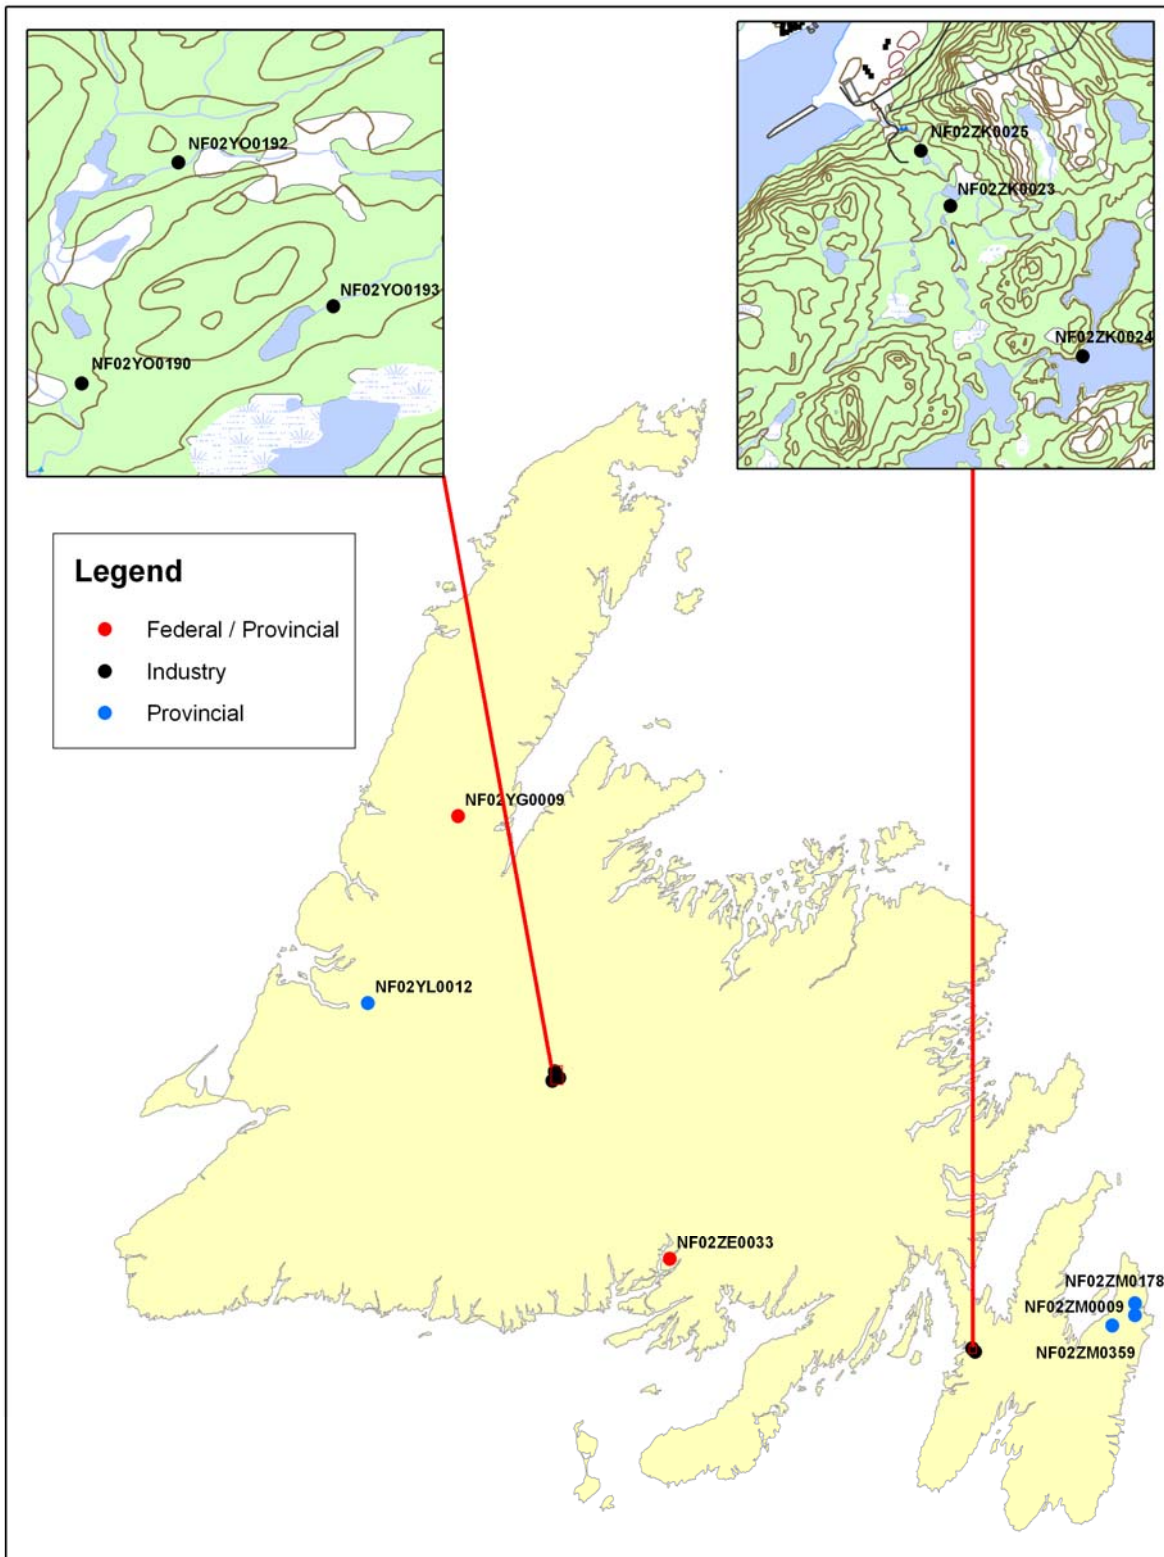 NF02YO0192
NF02YO0193
NF02YO0190
NF02ZK0025
NF02ZK0023
NF02ZK0024
Legend
Federal / Provincial
Industry
Provincial
NF02YG0009
NF02YL0012
NF02ZE0033
NF02ZM0178
NF02ZM0009
NF02ZM0359